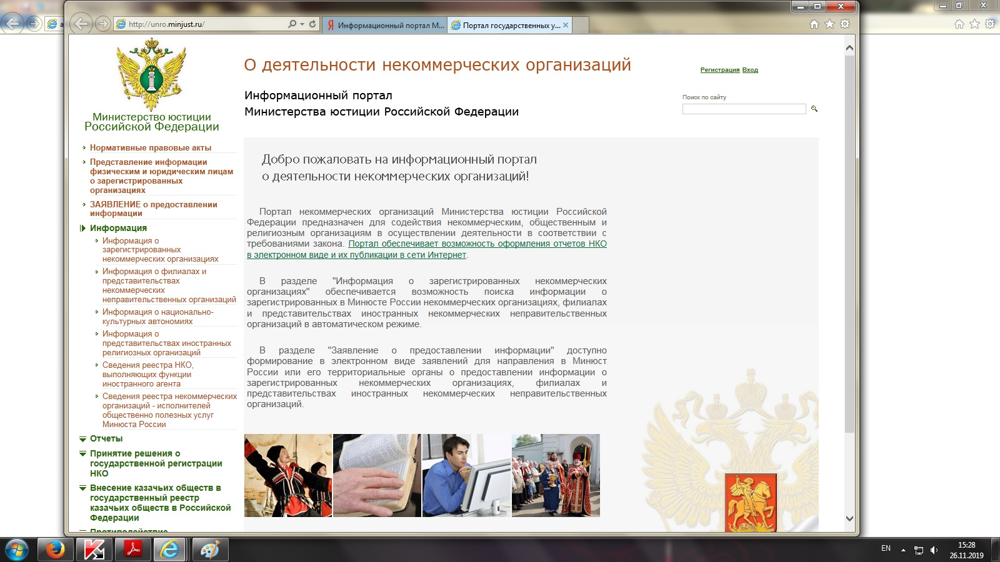 http://unro.minjust.ru/
Информационный портал М...
Портал государственных у...
О деятельности некоммерческих организаций
Регистрация Вход
Информационный портал
Министерства юстиции Российской Федерации
Поиск по сайту
Министерство юстиции
Российской Федерации
Нормативные правовые акты
Представление информации
физическим и юридическим лицам
о зарегистрированных
организациях
ЗАЯВЛЕНИЕ о предоставлении
информации
Информация
Информация о
зарегистрированных
некоммерческих организациях
Информация о филиалах и
представительствах
некоммерческих
неправительственных организаций
Информация о национально-
культурных автономиях
Информация о
представительствах иностранных
религиозных организаций
Сведения реестра НКО,
выполняющих функции
иностранного агента
Сведения реестра некоммерческих
организаций - исполнителей
общественно полезных услуг
Минюста России
Отчеты
Принятие решения о
государственной регистрации
НКО
Внесение казачьих обществ в
государственный реестр
казачьих обществ в Российской
Федерации
Противодействие
Добро пожаловать на информационный портал
о деятельности некоммерческих организаций!
Портал некоммерческих организаций Министерства юстиции Российской
Федерации предназначен для содействия некоммерческим, общественным и
религиозным организациям в осуществлении деятельности в соответствии с
требованиями закона. Портал обеспечивает возможность оформления отчетов НКО
в электронном виде и их публикации в сети Интернет.
В разделе "Информация о зарегистрированных некоммерческих
организациях" обеспечивается возможность поиска информации о
зарегистрированных в Минюсте России некоммерческих организациях, филиалах
и представительствах иностранных некоммерческих неправительственных
организаций в автоматическом режиме.
В разделе "Заявление о предоставлении информации" доступно
формирование в электронном виде заявлений для направления в Минюст
России или его территориальные органы о предоставлении информации о
зарегистрированных некоммерческих организациях, филиалах и
представительствах иностранных некоммерческих неправительственных
организаций.
EN
15:28
26.11.2019